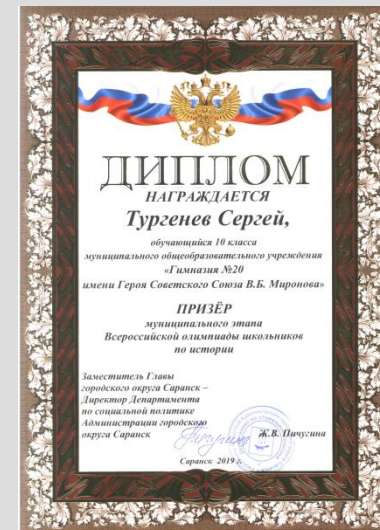 ДИПЛОМ
НАГРАЖДАЕТСЯ
Тургенев Сергей,
обучающийся 10 класса
муниципального общеобразовательного учреждения
«Гимназия №20
имени Героя Советского Союза В.Б. Миронова»
ПРИЗЁР
муниципального этапа
Всероссийской олимпиады школьников
по истории
Заместитель Главы
городского округа Саранск –
Директор Департамента
по социальной политике
Администрации городского
округа Саранск Ж.В. Пичугина
Саранск 2019 г.